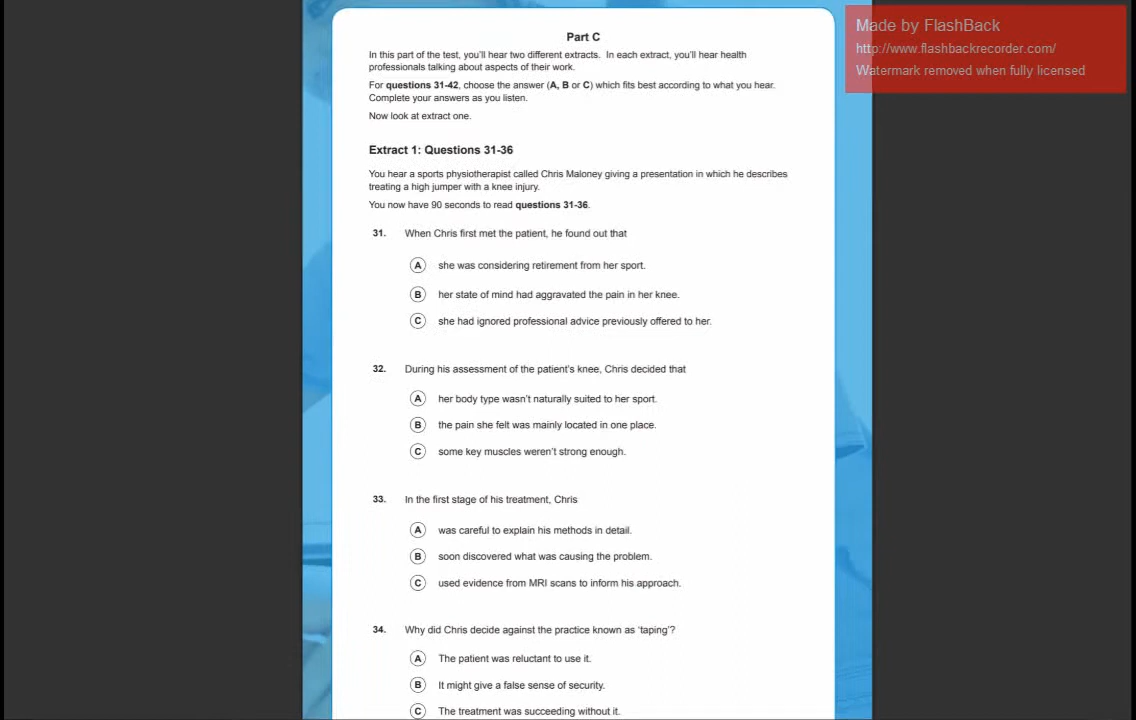 Part C
Made by FlashBack
http://www.flashbackrecorder.com/
Watermark removed when fully licensed
In this part of the test, you'll hear two different extracts. In each extract, you'll hear health
professionals talking about aspects of their work.
For questions 31-42, choose the answer (A, B or C) which fits best according to what you hear.
Complete your answers as you listen.
Now look at extract one.
Extract 1: Questions 31-36
You hear a sports physiotherapist called Chris Maloney giving a presentation in which he describes
treating a high jumper with a knee injury.
You now have 90 seconds to read questions 31-36.
31. When Chris first met the patient, he found out that
A she was considering retirement from her sport.
B her state of mind had aggravated the pain in her knee.
C she had ignored professional advice previously offered to her.
32. During his assessment of the patient's knee, Chris decided that
A her body type wasn't naturally suited to her sport.
B the pain she felt was mainly located in one place.
C some key muscles weren't strong enough.
33. In the first stage of his treatment, Chris
A was careful to explain his methods in detail.
B soon discovered what was causing the problem.
C used evidence from MRI scans to inform his approach.
34. Why did Chris decide against the practice known as 'taping'?
A The patient was reluctant to use it.
B It might give a false sense of security.
C The treatment was succeeding without it.